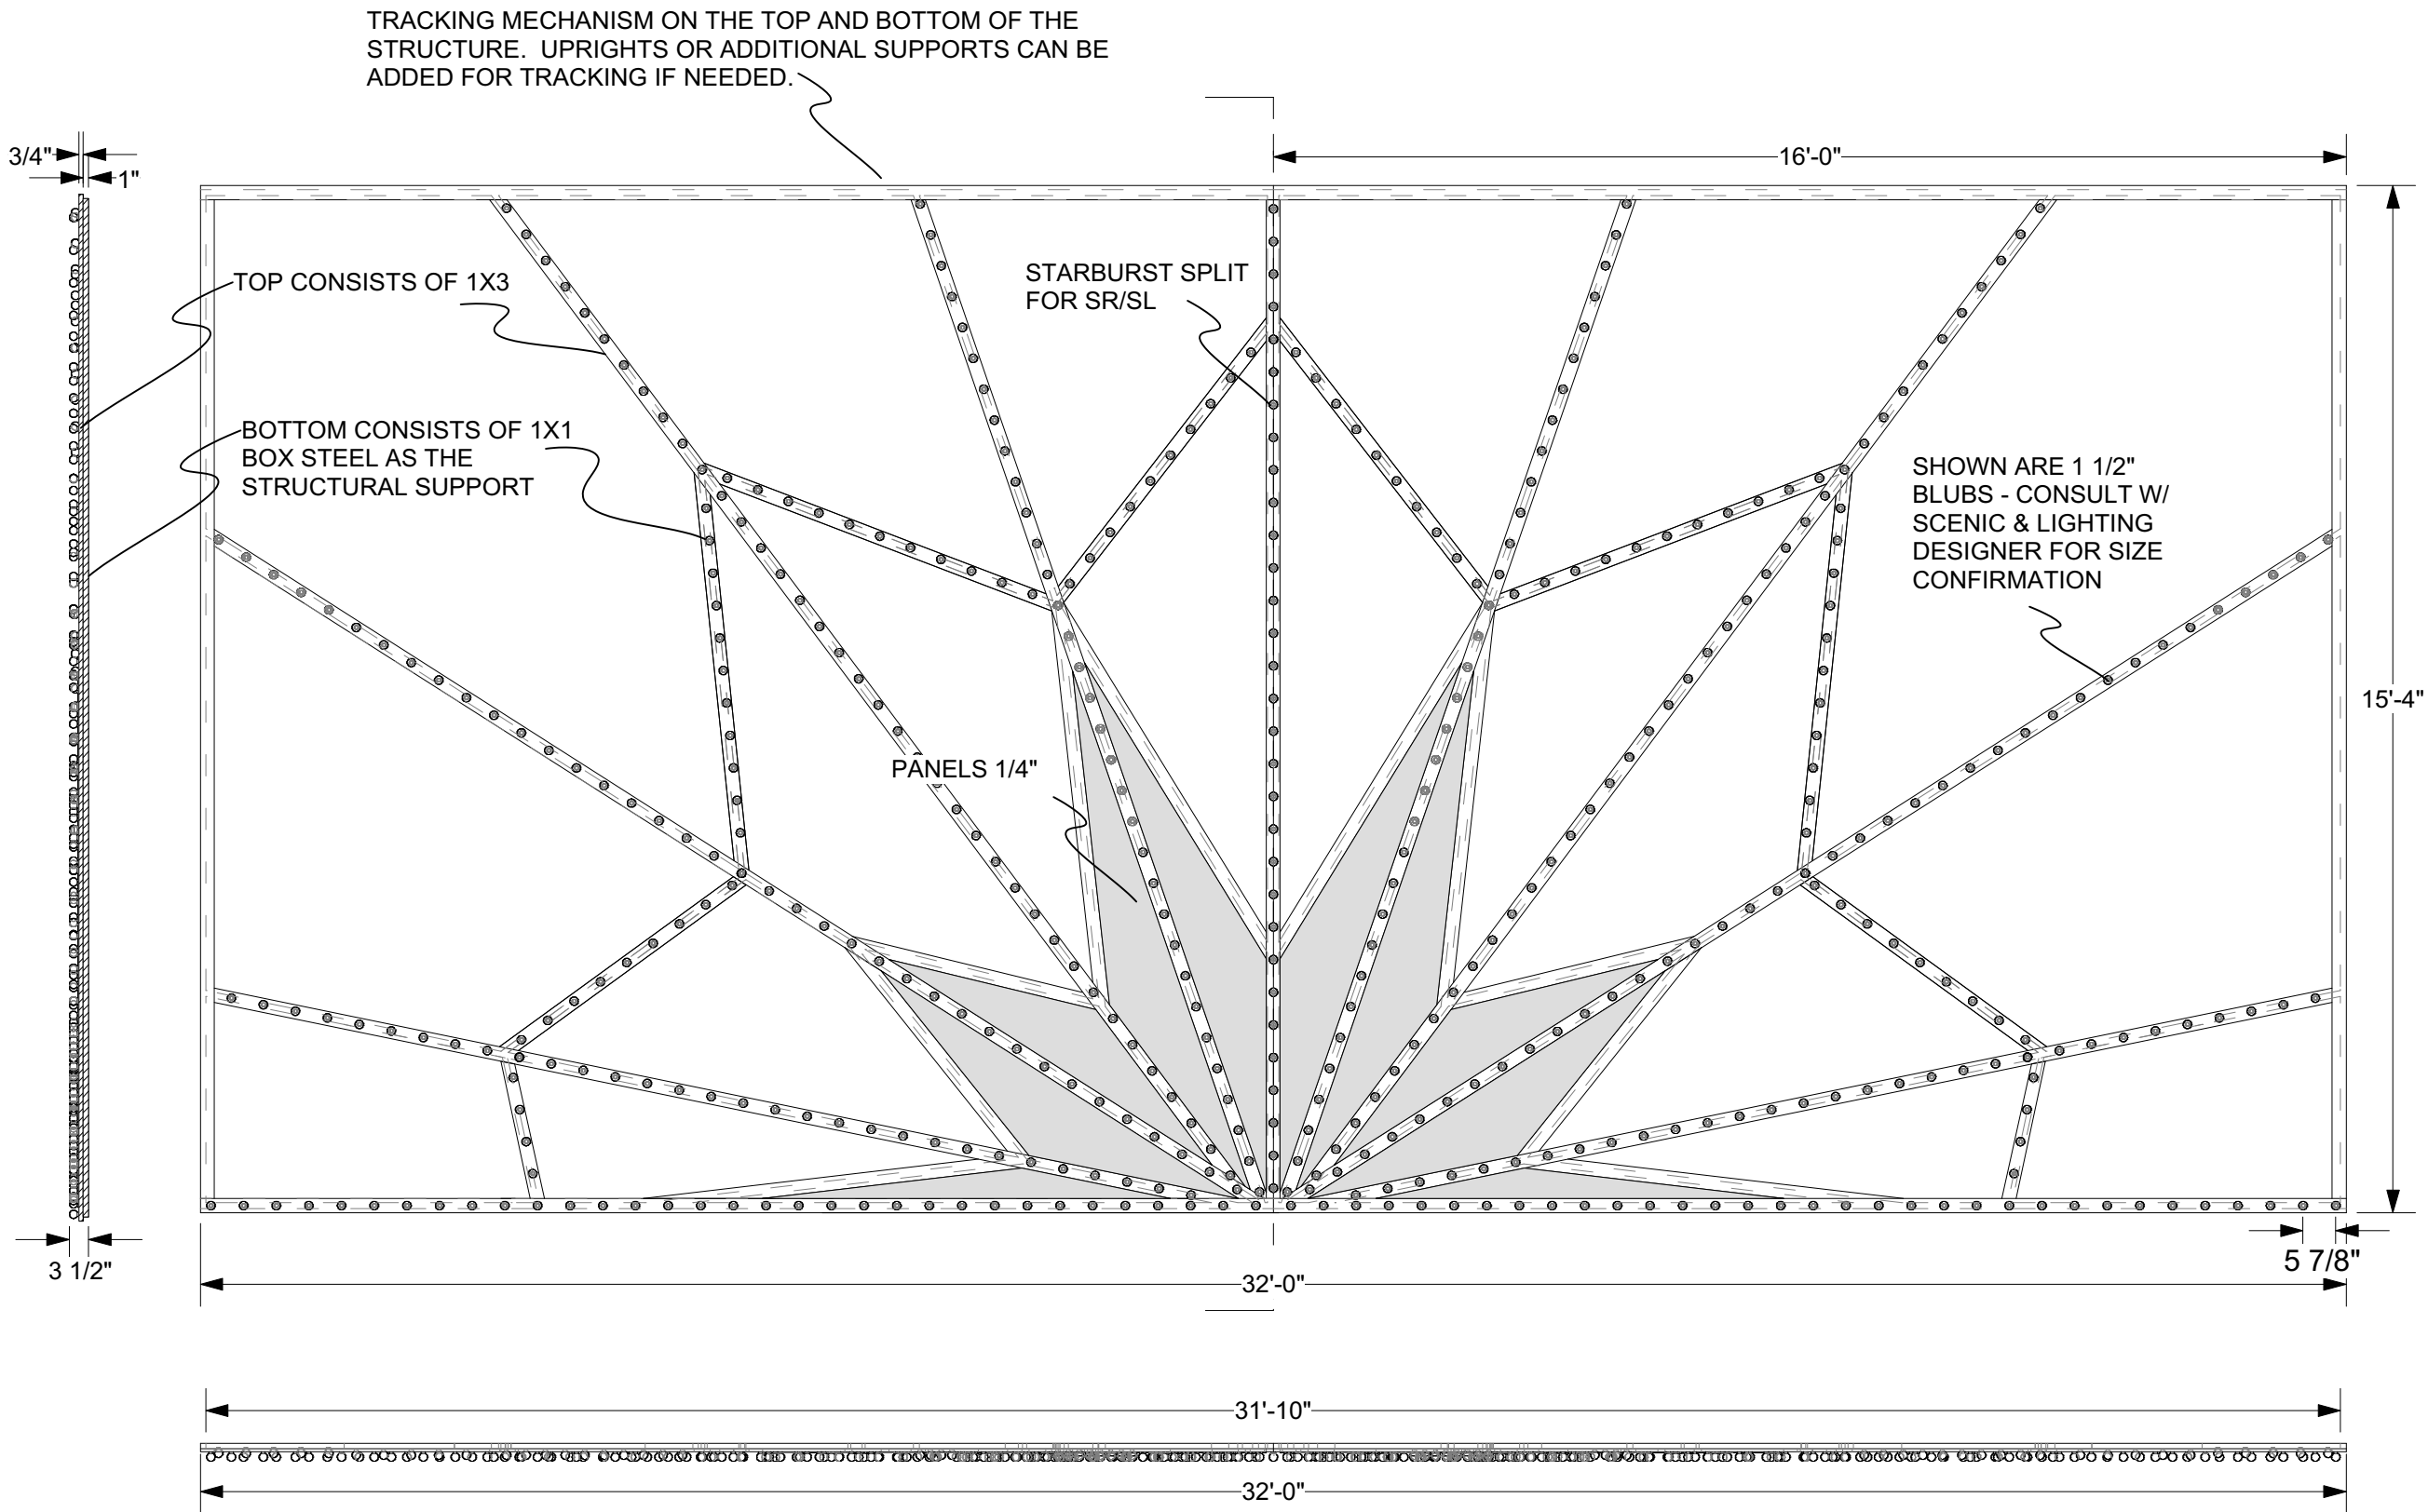 TRACKING MECHANISM ON THE TOP AND BOTTOM OF THE
STRUCTURE.  UPRIGHTS OR ADDITIONAL SUPPORTS CAN BE
ADDED FOR TRACKING IF NEEDED.
3/4"
1"
16'-0"
TOP CONSISTS OF 1X3
STARBURST SPLIT
FOR SR/SL
BOTTOM CONSISTS OF 1X1
BOX STEEL AS THE
STRUCTURAL SUPPORT
SHOWN ARE 1 1/2"
BLUBS - CONSULT W/
SCENIC & LIGHTING
DESIGNER FOR SIZE
CONFIRMATION
15'-4"
PANELS 1/4"
3 1/2"
5 7/8"
32'-0"
31'-10"
32'-0"